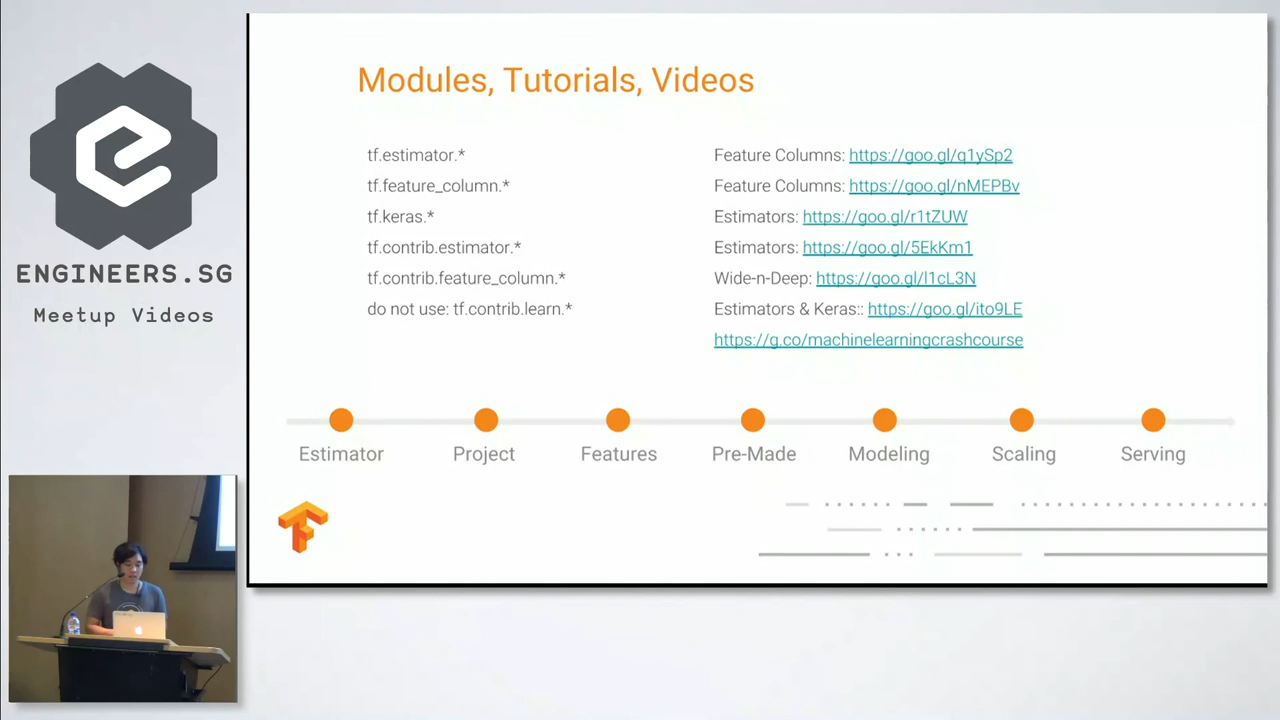 ENGINEERS.SG
Meetup Videos
Modules, Tutorials, Videos
tf.estimator.*
tf.feature_column.*
tf.keras.*
tf.contrib.estimator.*
tf.contrib.feature_column.*
do not use: tf.contrib.learn.*
Feature Columns: https://goo.gl/q1ySp2
Feature Columns: https://goo.gl/nMEPBv
Estimators: https://goo.gl/r1tZUW
Estimators: https://goo.gl/5EkKm1
Wide-n-Deep: https://goo.gl/l1cL3N
Estimators & Keras:: https://goo.gl/ito9LE
https://g.co/machinelearningcrashcourse
Estimator Project Features Pre-Made Modeling Scaling Serving